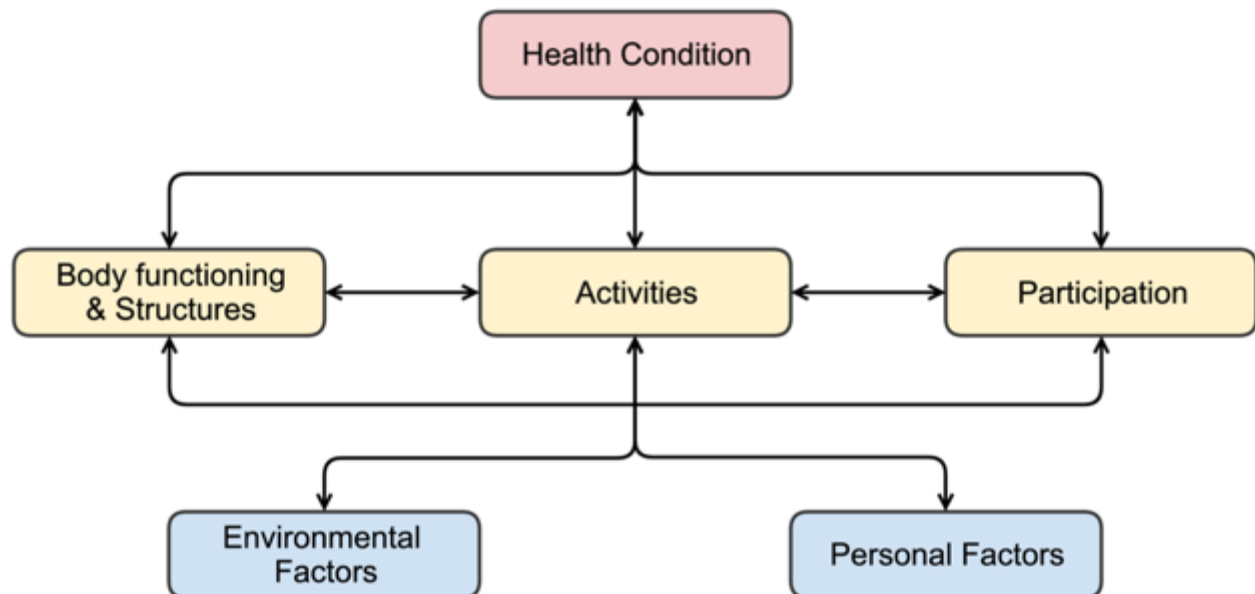 Health Condition
Body functioning
& Structures
Activities
Participation
Environmental
Factors
Personal Factors